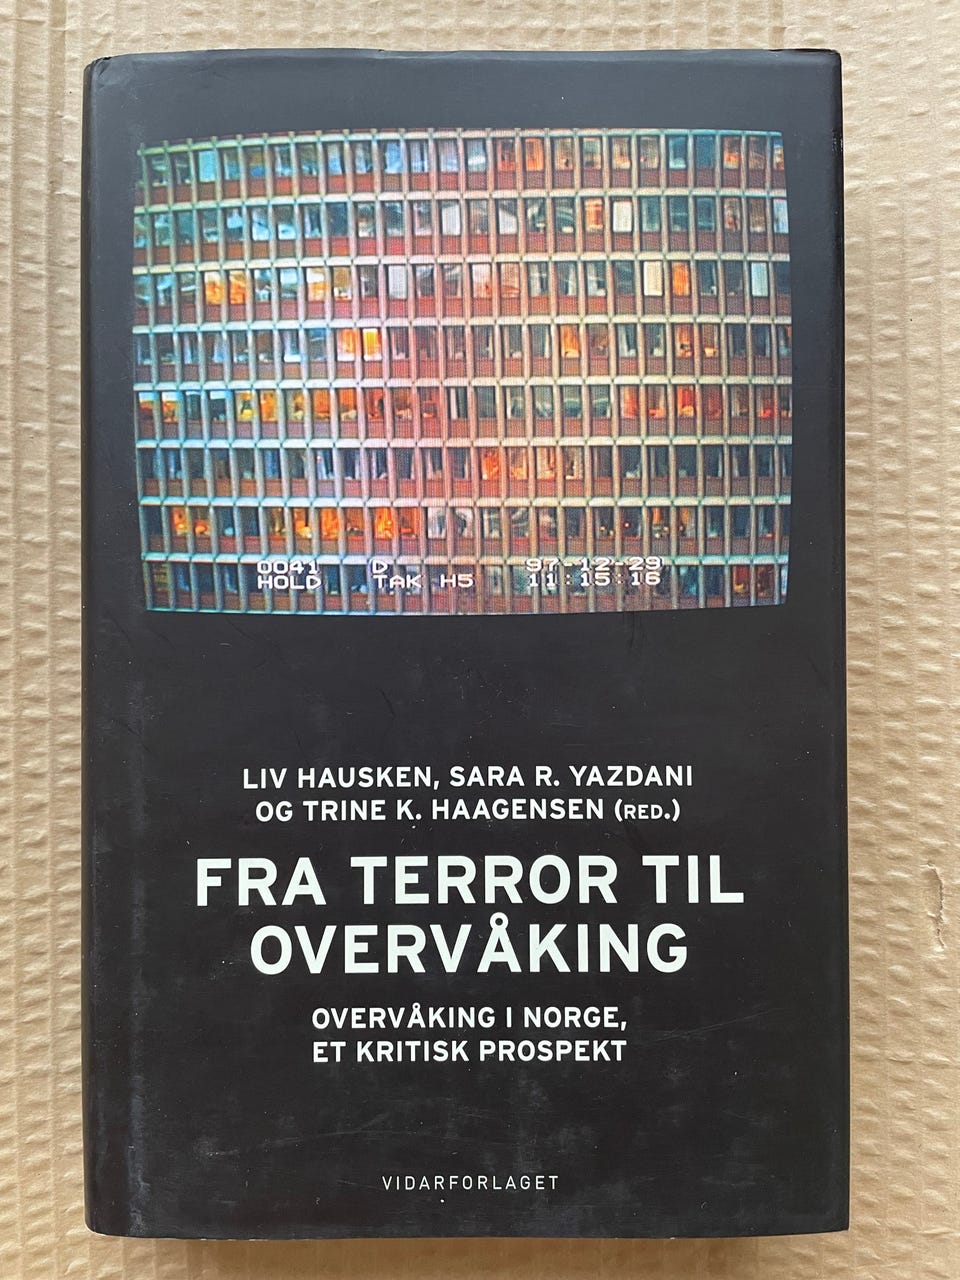 0041 D 97-12-29
HOLD TAK H5 11:15:16
LIV HAUSKEN, SARA R. YAZDANI
OG TRINE K. HAAGENSEN (RED.)
FRA TERROR TIL
OVERVÅKING
OVERVÅKING I NORGE,
ET KRITISK PROSPEKT
VIDARFORLAGET